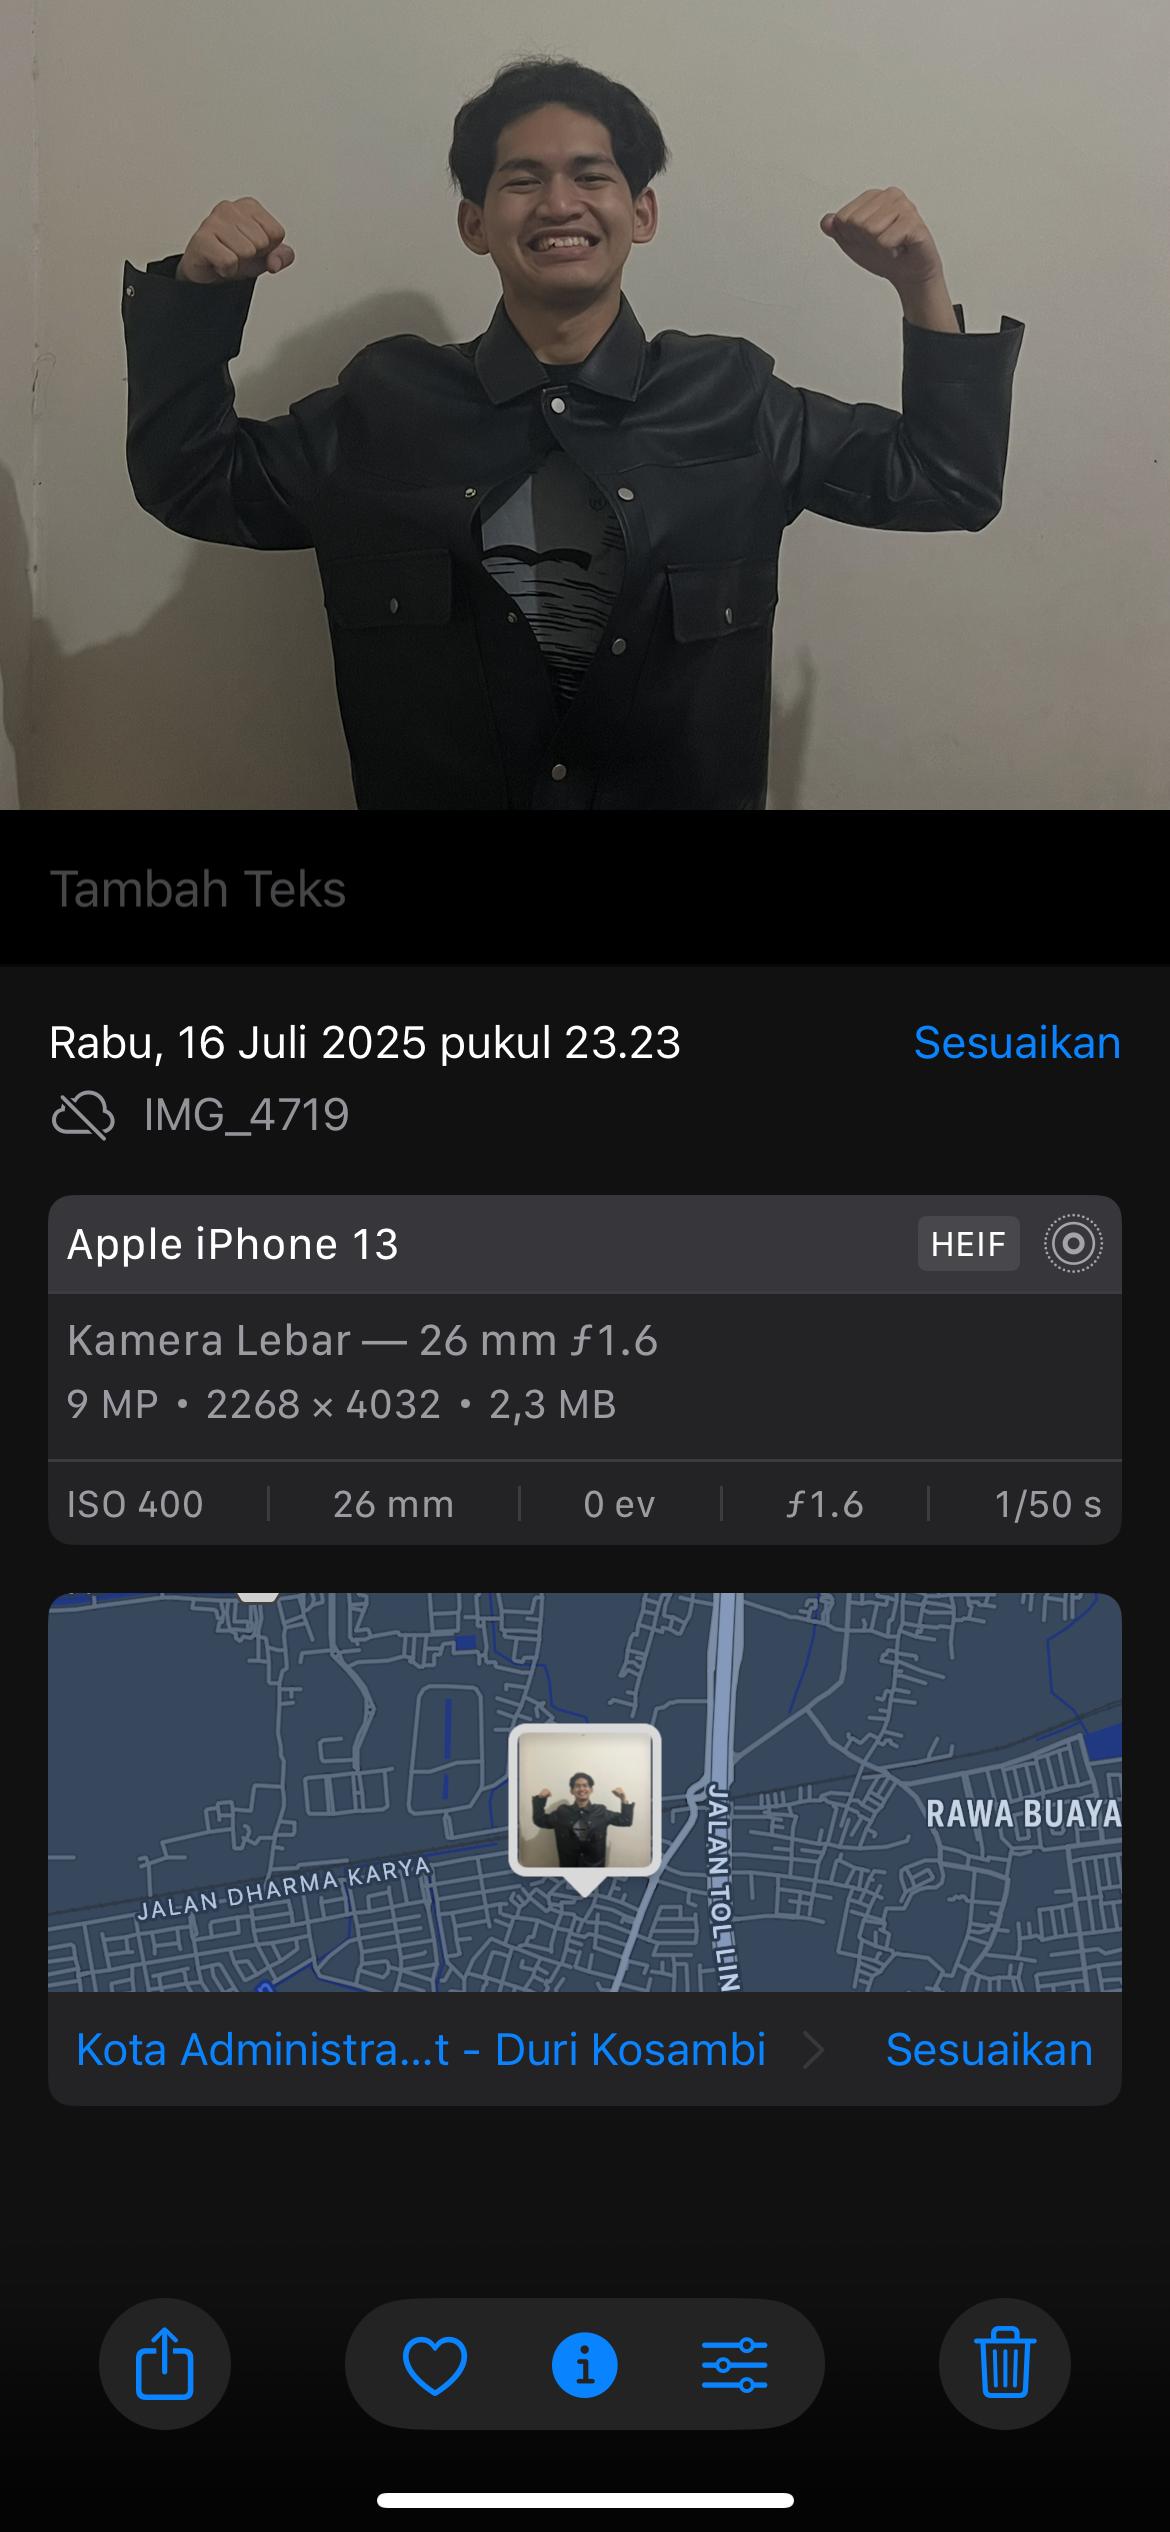 Tambah Teks
Rabu, 16 Juli 2025 pukul 23.23
Sesuaikan
IMG_4719
Apple iPhone 13
HEIF
Kamera Lebar — 26 mm ƒ1.6
9 MP • 2268 × 4032 • 2,3 MB
ISO 400
26 mm
0 ev
ƒ1.6
1/50 s
RAWA BUAYA
JALAN DHARMA KARYA
JALAN TOL LIN
Kota Administra...t - Duri Kosambi
Sesuaikan